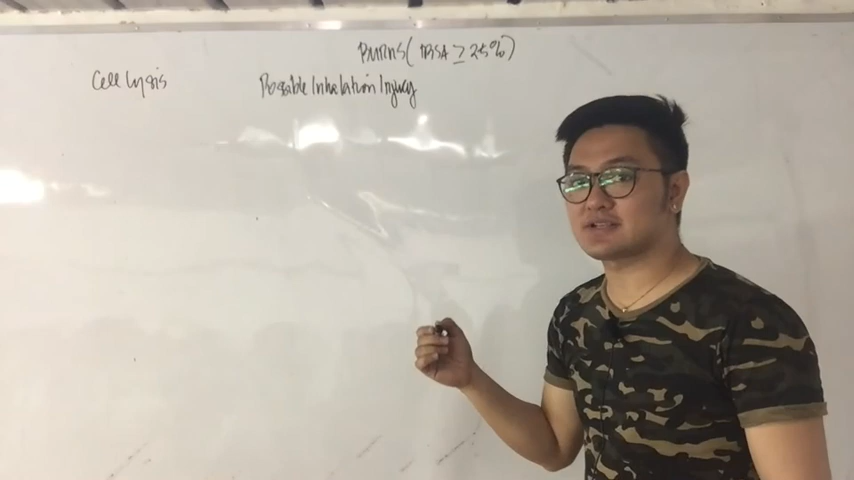 BURNS (TBSA ≥ 25%)
Cell lysis Possible Inhalation Injury